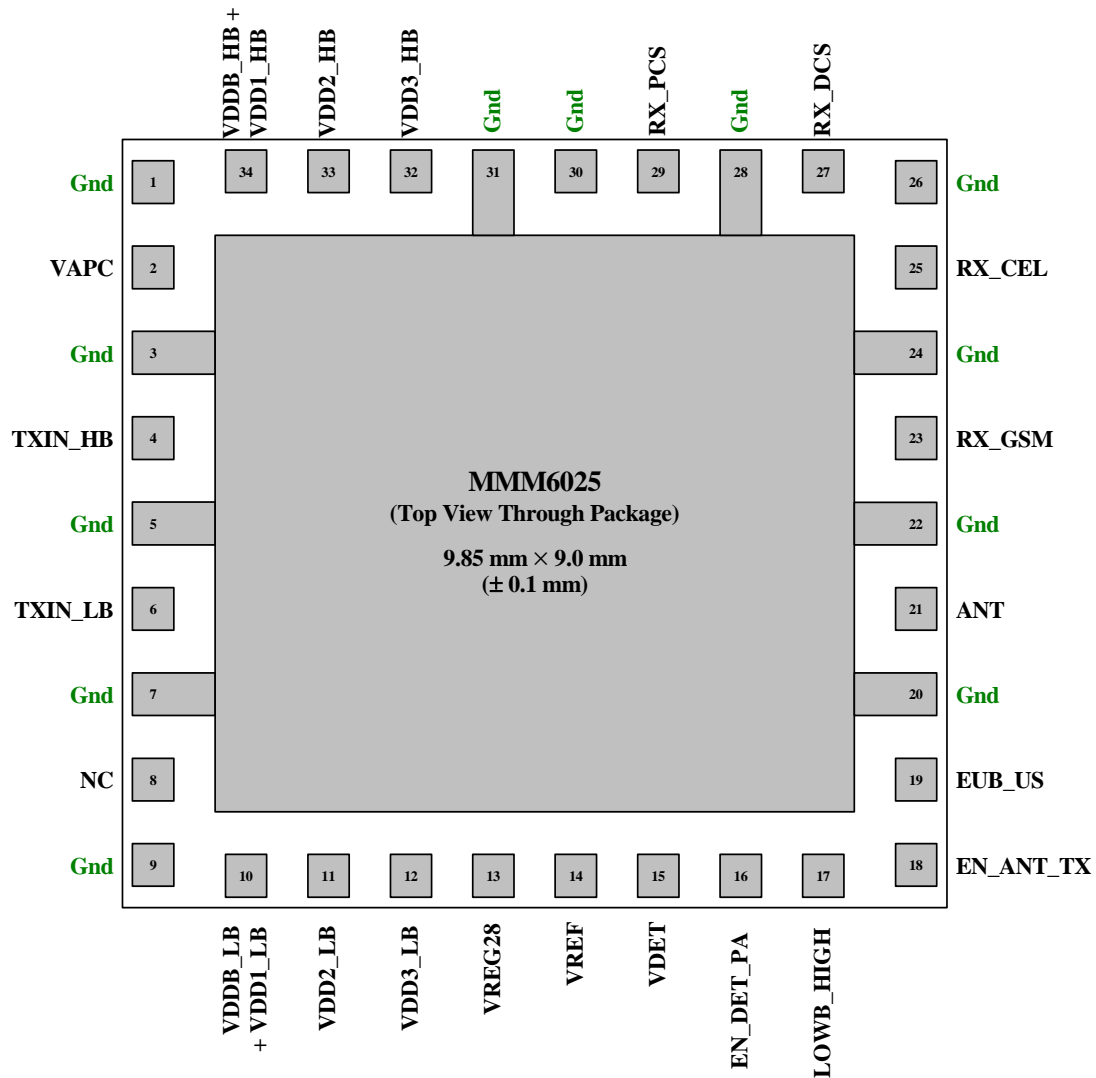 VDDB_HB +
VDD1_HB
VDD2_HB
VDD3_HB
Gnd
Gnd
RX_PCS
Gnd
RX_DCS
34
33
32
31
30
29
28
27
Gnd 1
26 Gnd
VAPC 2
25 RX_CEL
Gnd 3
24 Gnd
TXIN_HB 4
23 RX_GSM
MMM6025
(Top View Through Package)
9.85 mm × 9.0 mm
(± 0.1 mm)
Gnd 5
22 Gnd
TXIN_LB 6
21 ANT
Gnd 7
20 Gnd
NC 8
19 EUB_US
Gnd 9
18 EN_ANT_TX
10
11
12
13
14
15
16
17
VDDB_LB
+ VDD1_LB
VDD2_LB
VDD3_LB
VREG28
VREF
VDET
EN_DET_PA
LOWB_HIGH